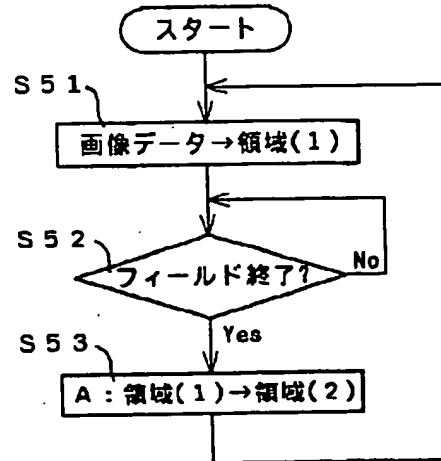 スタート
S51
画像データ→領域(1)
S52
フィールド終了?
No
Yes
S53
A:領域(1)→領域(2)